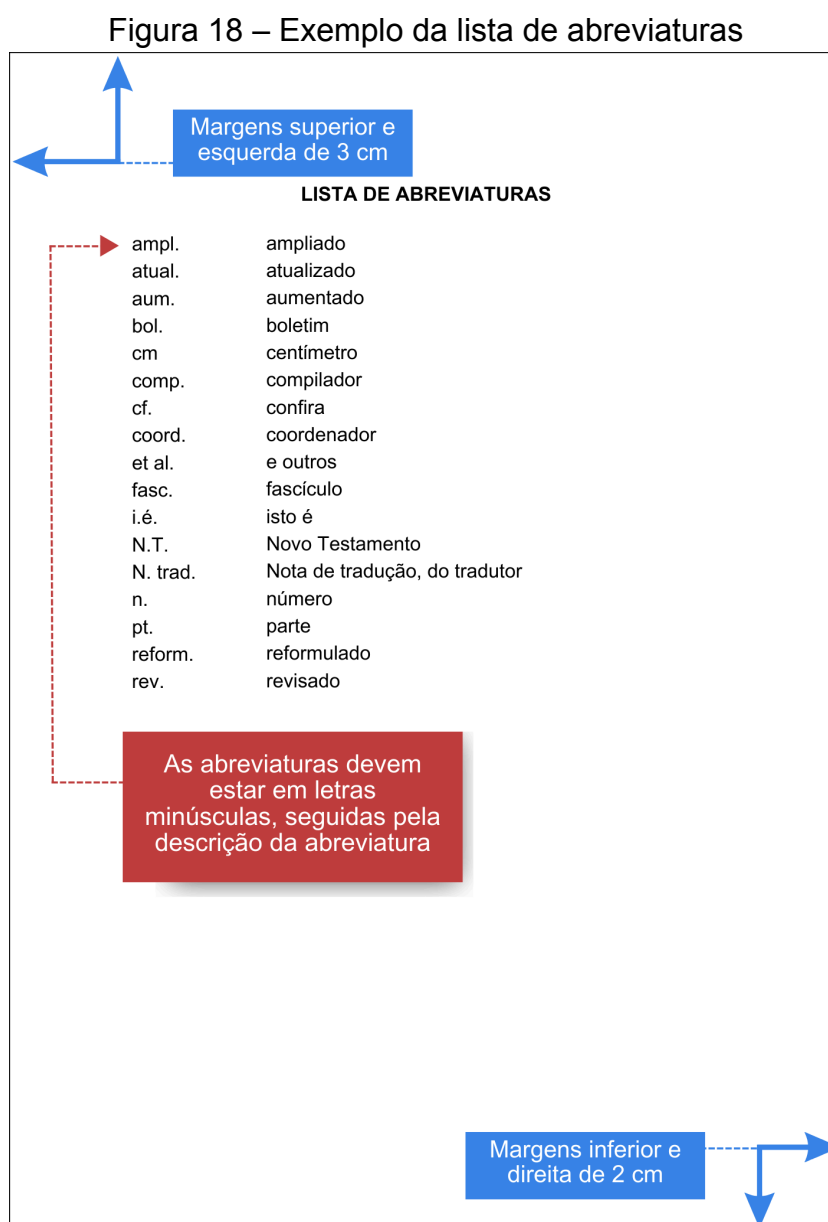 Figura 18 – Exemplo da lista de abreviaturas
Margens superior e
esquerda de 3 cm
LISTA DE ABREVIATURAS
ampl. ampliado
atual. atualizado
aum. aumentado
bol. boletim
cm centímetro
comp. compilador
cf. confira
coord. coordenador
et al. e outros
fasc. fascículo
i.é. isto é
N.T. Novo Testamento
N. trad. Nota de tradução, do tradutor
n. número
pt. parte
reform. reformulado
rev. revisado
As abreviaturas devem
estar em letras
minúsculas, seguidas pela
descrição da abreviatura
Margens inferior e
direita de 2 cm